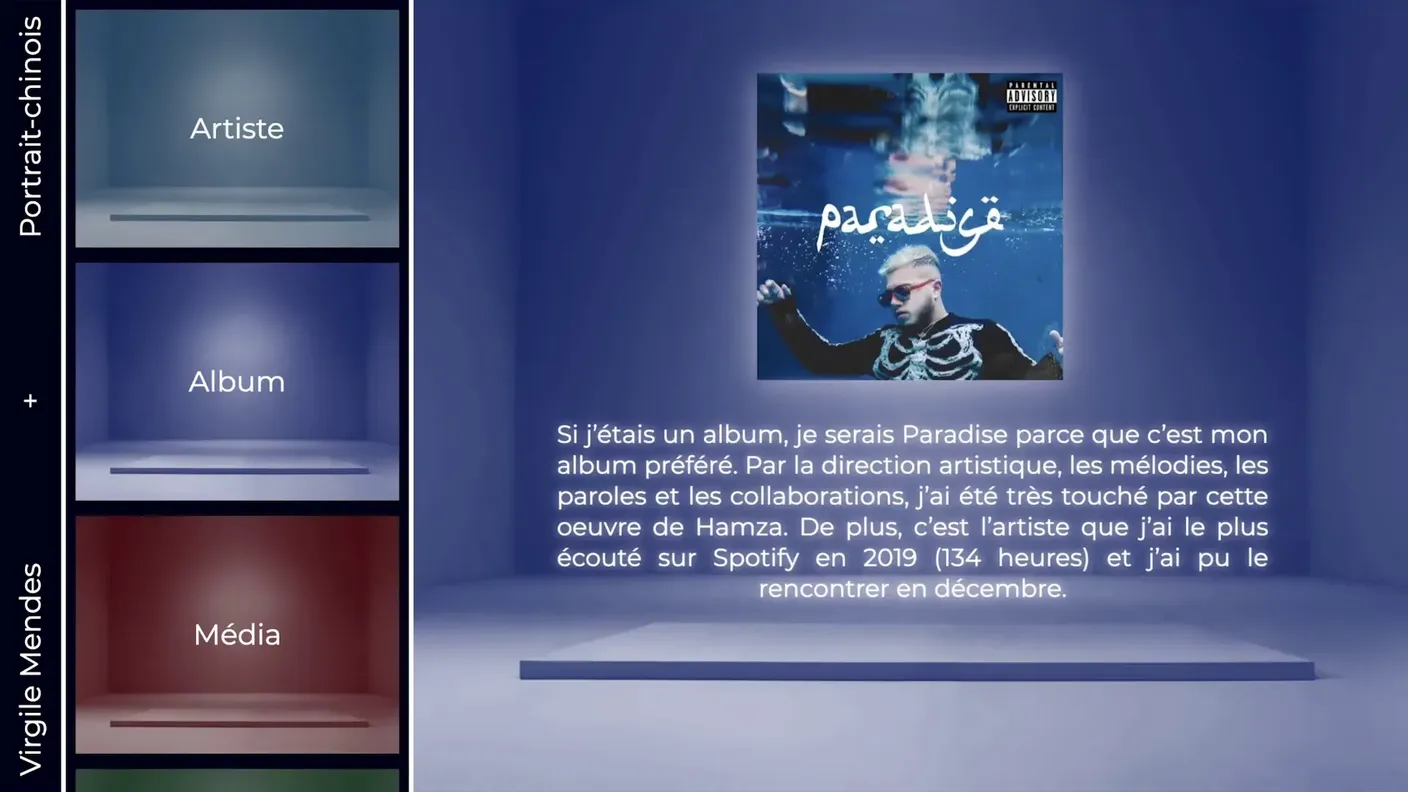 Portrait-chinois
+
Virgile Mendes
Artiste
Album
Média
PARENTAL
ADVISORY
EXPLICIT CONTENT
paradise
Si j’étais un album, je serais Paradise parce que c’est mon
album préféré. Par la direction artistique, les mélodies, les
paroles et les collaborations, j’ai été très touché par cette
oeuvre de Hamza. De plus, c’est l’artiste que j’ai le plus
écouté sur Spotify en 2019 (134 heures) et j’ai pu le
rencontrer en décembre.